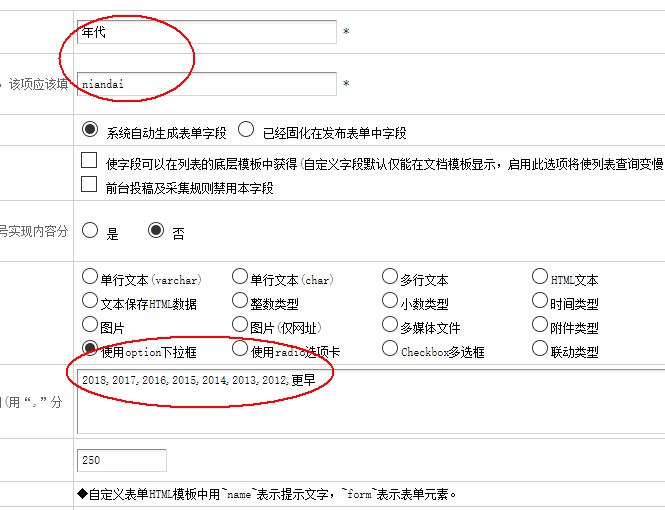 年代 *
，该项应该填 niandai *
系统自动生成表单字段 已经固化在发布表单中字段
使字段可以在列表的底层模板中获得(自定义字段默认仅能在文档模板显示，启用此选项将使列表查询变慢
前台投稿及采集规则禁用本字段
号实现内容分 是 否
单行文本(varchar) 单行文本(char) 多行文本 HTML文本
文本保存HTML数据 整数类型 小数类型 时间类型
图片 图片(仅网址) 多媒体文件 附件类型
使用option下拉框 使用radio选项卡 Checkbox多选框 联动类型
2018,2017,2016,2015,2014,2013,2012,更早
(用“,”分
250
◆自定义表单HTML模板中用~name~表示提示文字，~form~表示表单元素。